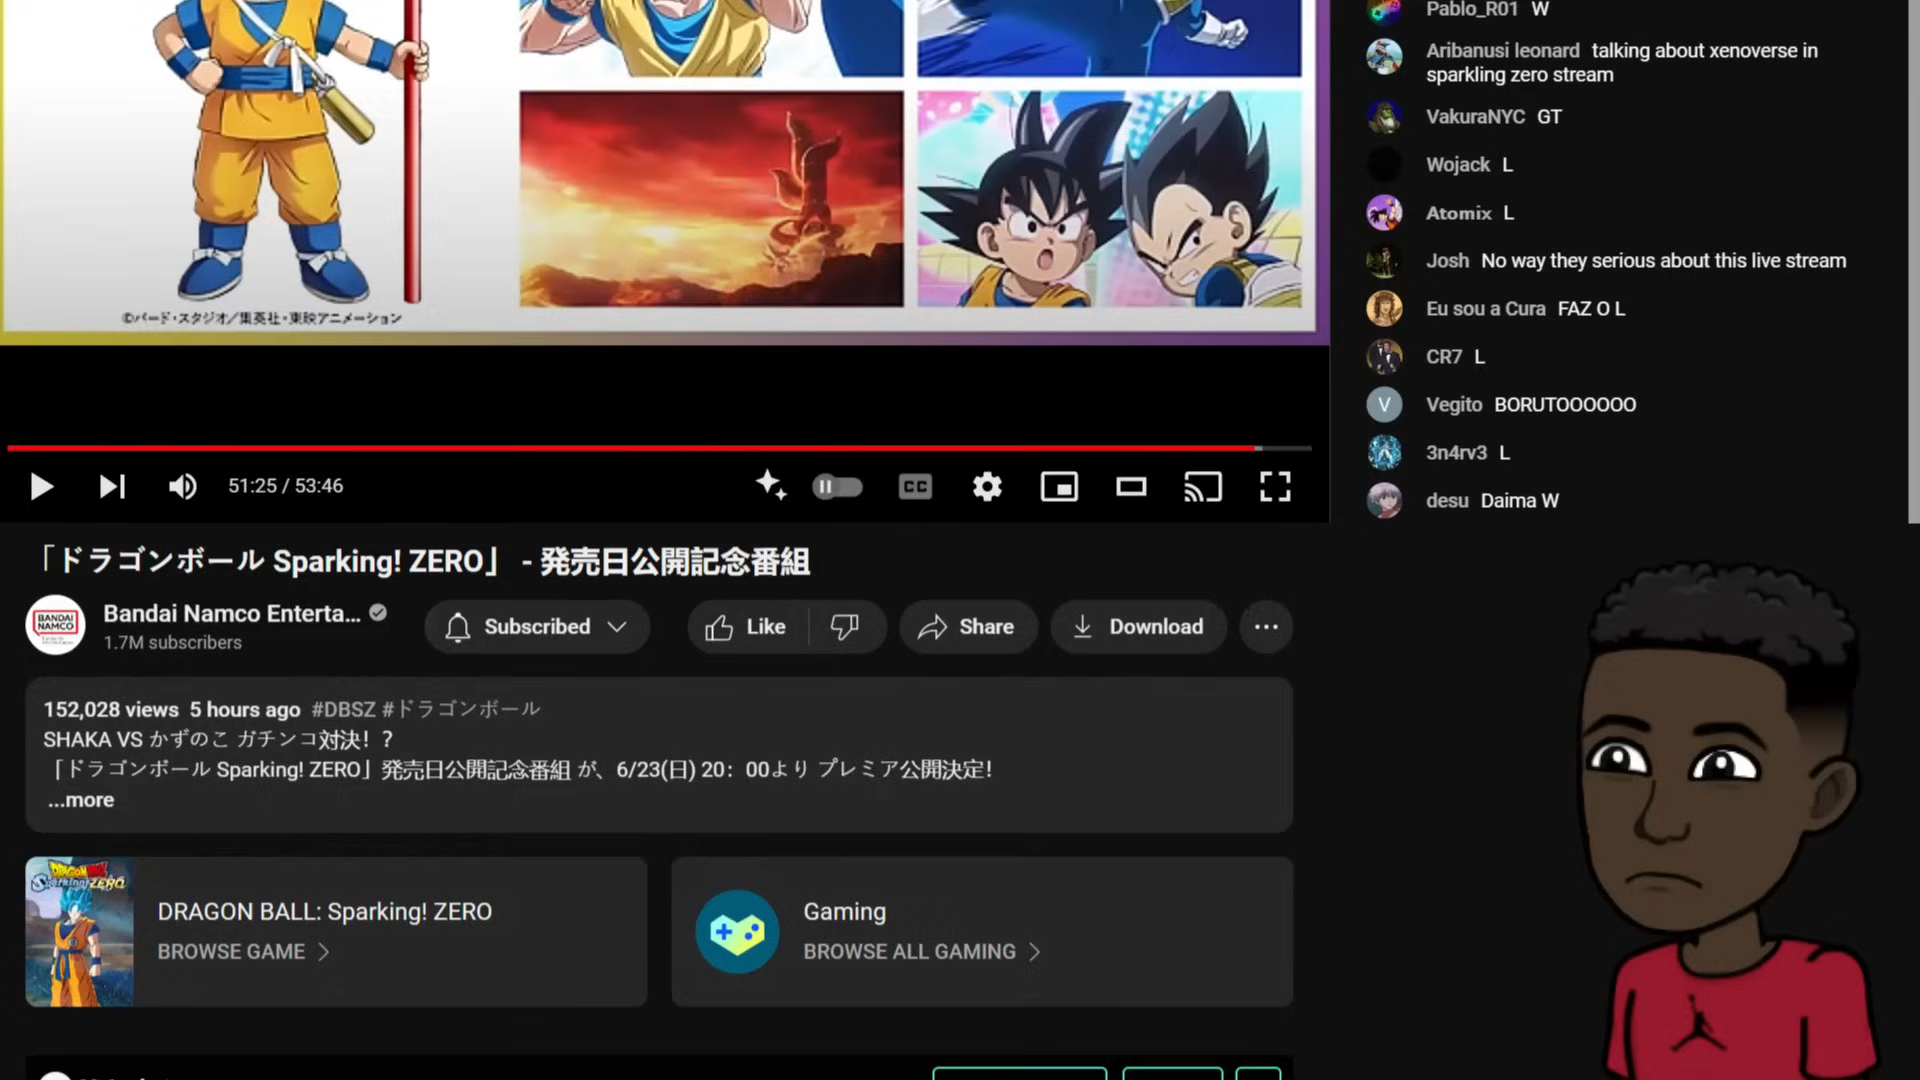 ©バード・スタジオ/集英社・東映アニメーション
Pablo_R01 W
Aribanusi leonard talking about xenoverse in
sparkling zero stream
VakuraNYC GT
Wojack L
Atomix L
Josh No way they serious about this live stream
Eu sou a Cura FAZ O L
CR7 L
V
Vegito BORUTOOOOOO
3n4rv3 L
desu Daima W
51:25 / 53:46
CC
「ドラゴンボール Sparking! ZERO」 - 発売日公開記念番組
BANDAI
NAMCO
Bandai Namco Enterta...
1.7M subscribers
Subscribed
Like
Share
Download
152,028 views 5 hours ago #DBSZ #ドラゴンボール
SHAKA VS かずのこ ガチンコ対決！？
「ドラゴンボール Sparking! ZERO」発売日公開記念番組 が、6/23(日) 20：00より プレミア公開決定!
...more
DRAGON BALL
Sparking! ZERO
DRAGON BALL: Sparking! ZERO
BROWSE GAME
Gaming
BROWSE ALL GAMING